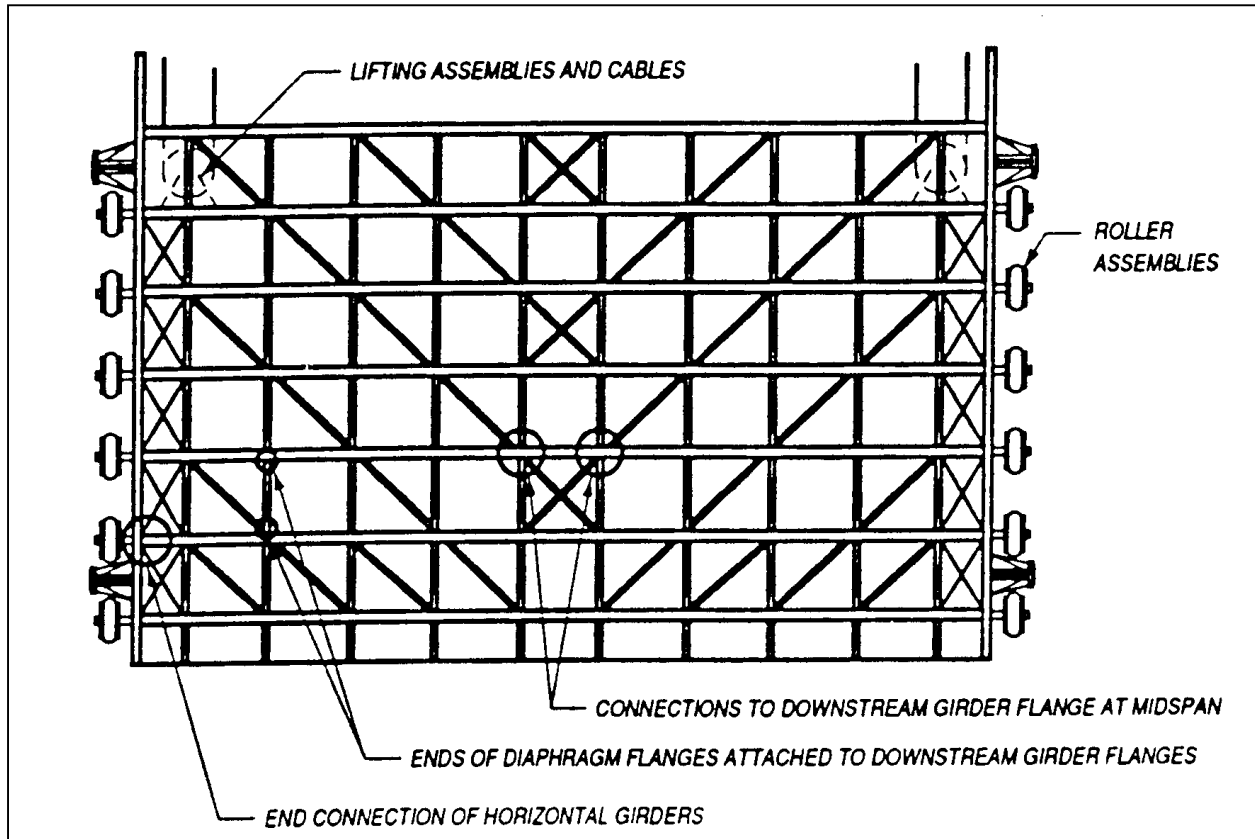 LIFTING ASSEMBLIES AND CABLES
ROLLER
ASSEMBLIES
CONNECTIONS TO DOWNSTREAM GIRDER FLANGE AT MIDSPAN
ENDS OF DIAPHRAGM FLANGES ATTACHED TO DOWNSTREAM GIRDER FLANGES
END CONNECTION OF HORIZONTAL GIRDERS